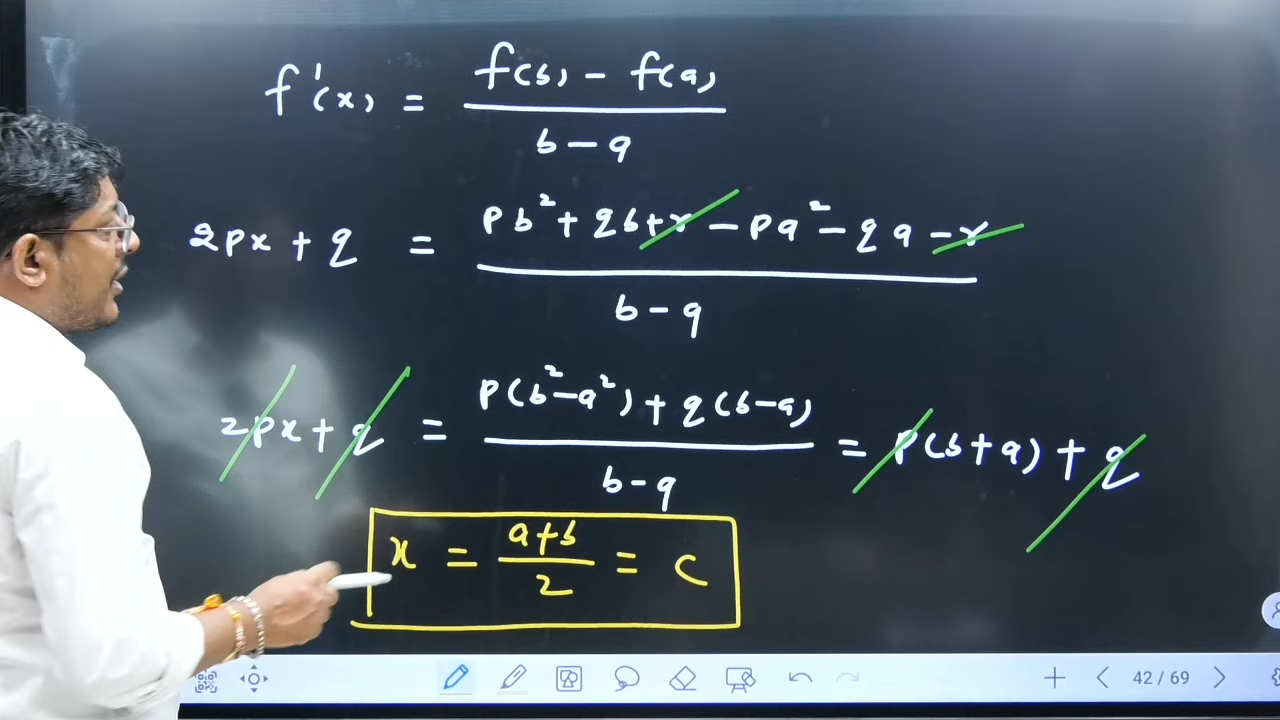 f'(x) = f(b) - f(a) / b - a
2px + q = pb² + qb + r - pa² - qa - r / b - a
2px + q = p(b² - a²) + q(b - a) / b - a = p(b + a) + q
x = a + b / 2 = c
42 / 69